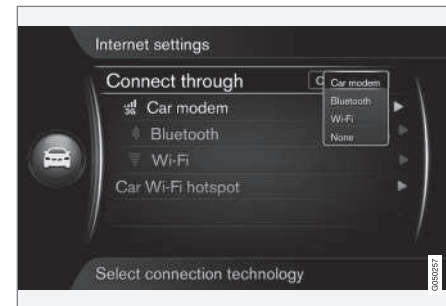 Internet settings
Connect through
Car modem
Bluetooth
Wi-Fi
None
3G Car modem
Bluetooth
Wi-Fi
Car Wi-Fi hotspot
Select connection technology
G050257